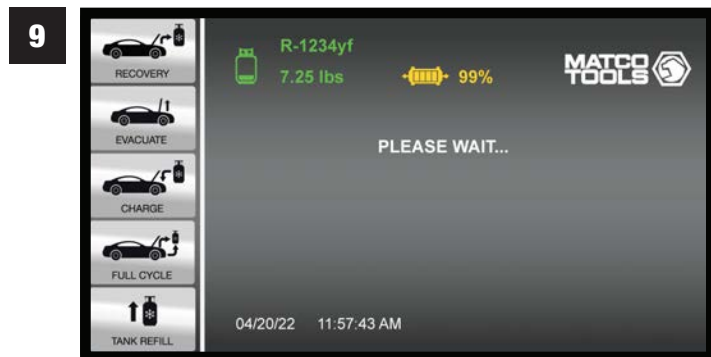 9
RECOVERY
EVACUATE
CHARGE
FULL CYCLE
TANK REFILL
R-1234yf
7.25 lbs
99%
MATCO
TOOLS
PLEASE WAIT...
04/20/22 11:57:43 AM